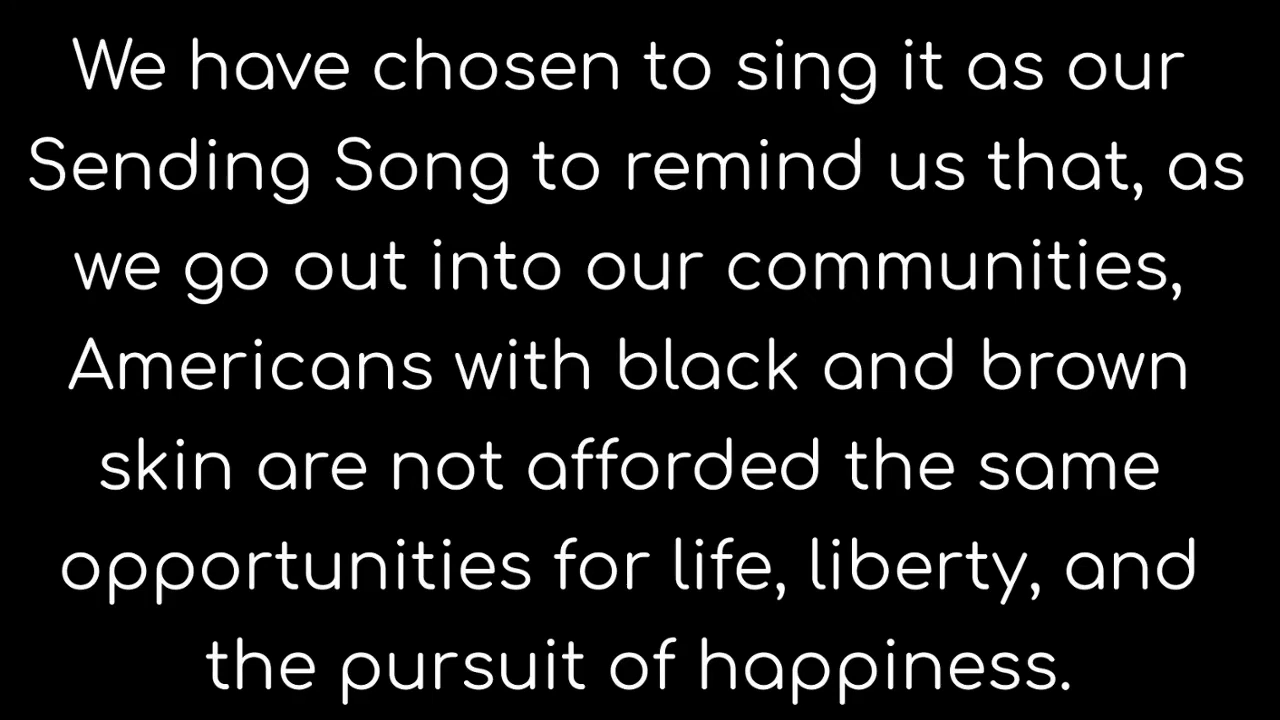 We have chosen to sing it as our
Sending Song to remind us that, as
we go out into our communities,
Americans with black and brown
skin are not afforded the same
opportunities for life, liberty, and
the pursuit of happiness.